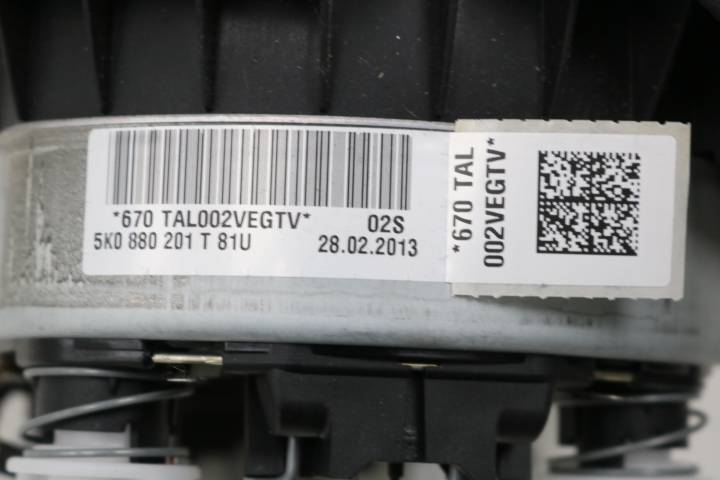 *670 TAL002VEGTV* 02S
5K0 880 201 T 81U 28.02.2013
*670 TAL
002VEGTV*